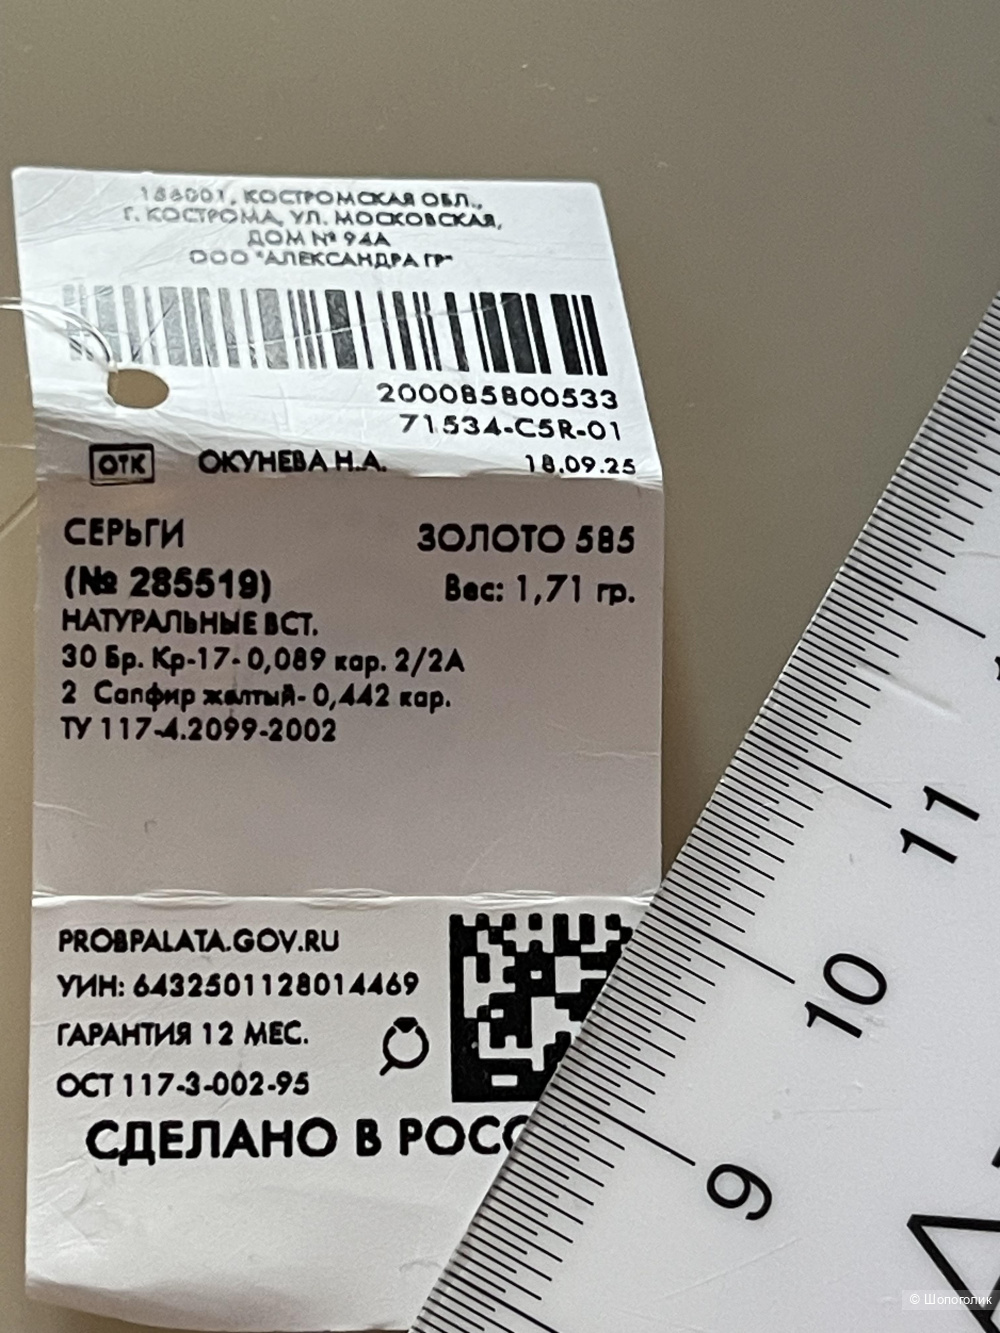 156001, КОСТРОМСКАЯ ОБЛ.,
Г. КОСТРОМА, УЛ. МОСКОВСКАЯ,
ДОМ № 94А
ООО "АЛЕКСАНДРА ГР"
200085800533
71534-C5R-01
ОТК ОКУНЕВА Н.А. 18.09.25
СЕРЬГИ ЗОЛОТО 585
(№ 285519) Вес: 1,71 гр.
НАТУРАЛЬНЫЕ ВСТ.
30 Бр. Кр-17- 0,089 кар. 2/2А
2 Сапфир желтый- 0,442 кар.
ТУ 117-4.2099-2002
PROBPALATA.GOV.RU
УИН: 6432501128014469
ГАРАНТИЯ 12 МЕС.
ОСТ 117-3-002-95
СДЕЛАНО В РОСС
11
10
9
© Шопоголик